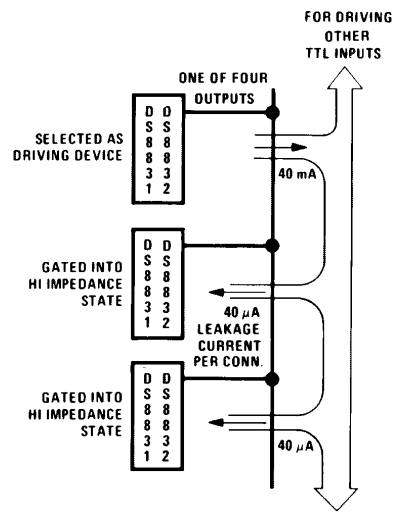 FOR DRIVING
OTHER
TTL INPUTS
ONE OF FOUR
OUTPUTS
SELECTED AS
DRIVING DEVICE
DS8831
DS8832
40 mA
GATED INTO
HI IMPEDANCE
STATE
DS8831
DS8832
40 μA
LEAKAGE
CURRENT
PER CONN.
GATED INTO
HI IMPEDANCE
STATE
DS8831
DS8832
40 μA